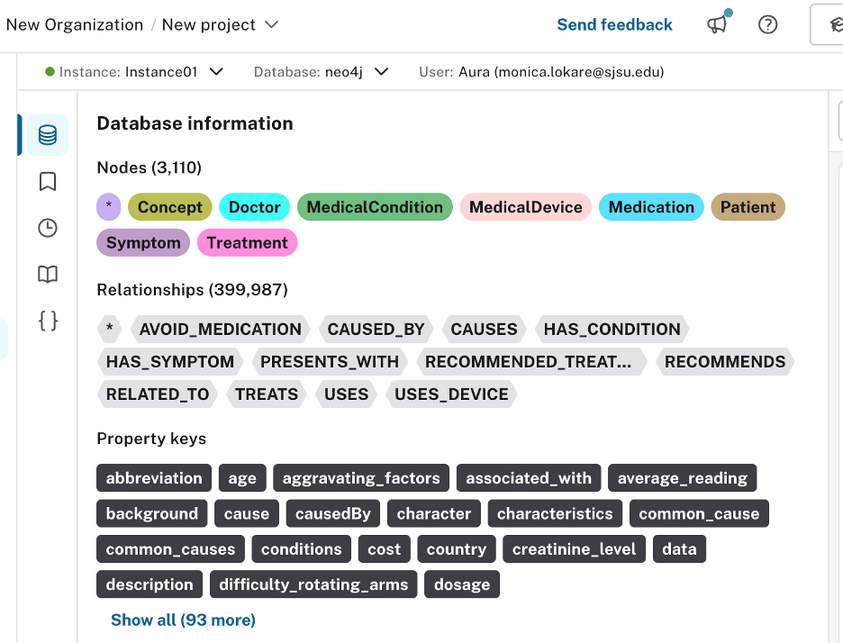 New Organization / New project
Send feedback
Instance: Instance01 Database: neo4j User: Aura (monica.lokare@sjsu.edu)
Database information
Nodes (3,110)
* Concept Doctor MedicalCondition MedicalDevice Medication Patient
Symptom Treatment
Relationships (399,987)
* AVOID_MEDICATION CAUSED_BY CAUSES HAS_CONDITION
HAS_SYMPTOM PRESENTS_WITH RECOMMENDED_TREAT... RECOMMENDS
RELATED_TO TREATS USES USES_DEVICE
Property keys
abbreviation age aggravating_factors associated_with average_reading
background cause causedBy character characteristics common_cause
common_causes conditions cost country creatinine_level data
description difficulty_rotating_arms dosage
Show all (93 more)